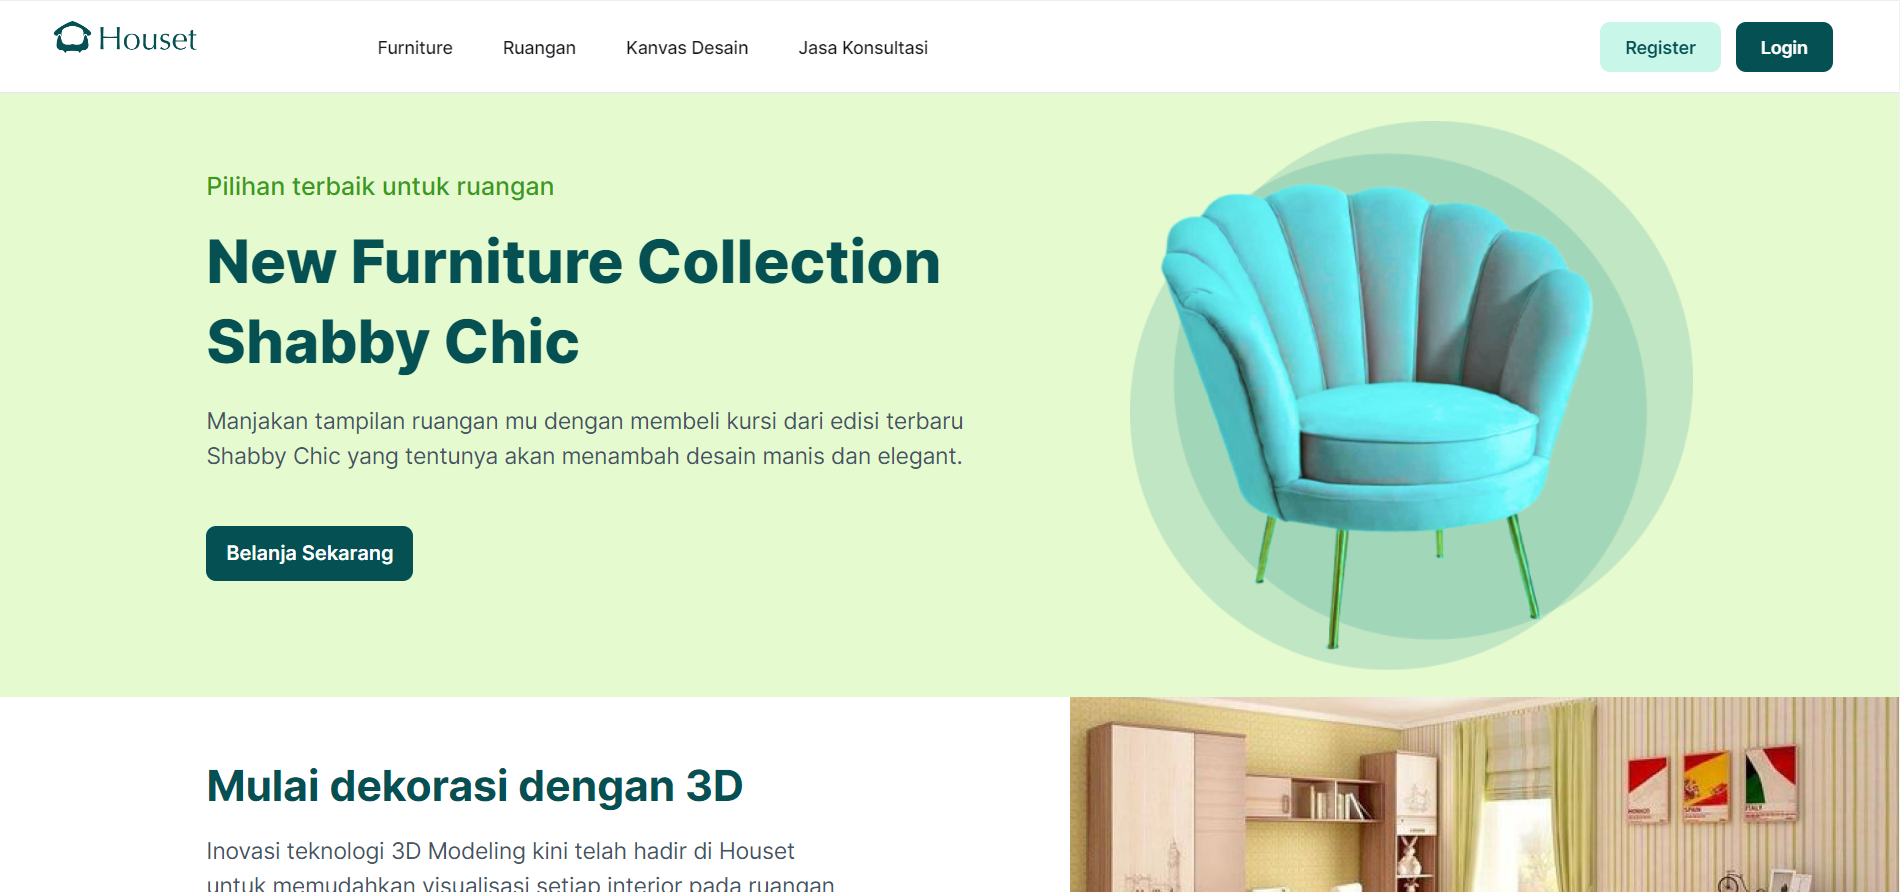 Houset
Furniture
Ruangan
Kanvas Desain
Jasa Konsultasi
Register
Login
Pilihan terbaik untuk ruangan
New Furniture Collection
Shabby Chic
Manjakan tampilan ruangan mu dengan membeli kursi dari edisi terbaru
Shabby Chic yang tentunya akan menambah desain manis dan elegant.
Belanja Sekarang
Mulai dekorasi dengan 3D
Inovasi teknologi 3D Modeling kini telah hadir di Houset
untuk memudahkan visualisasi setiap interior pada ruangan
SPAIN
ITALY